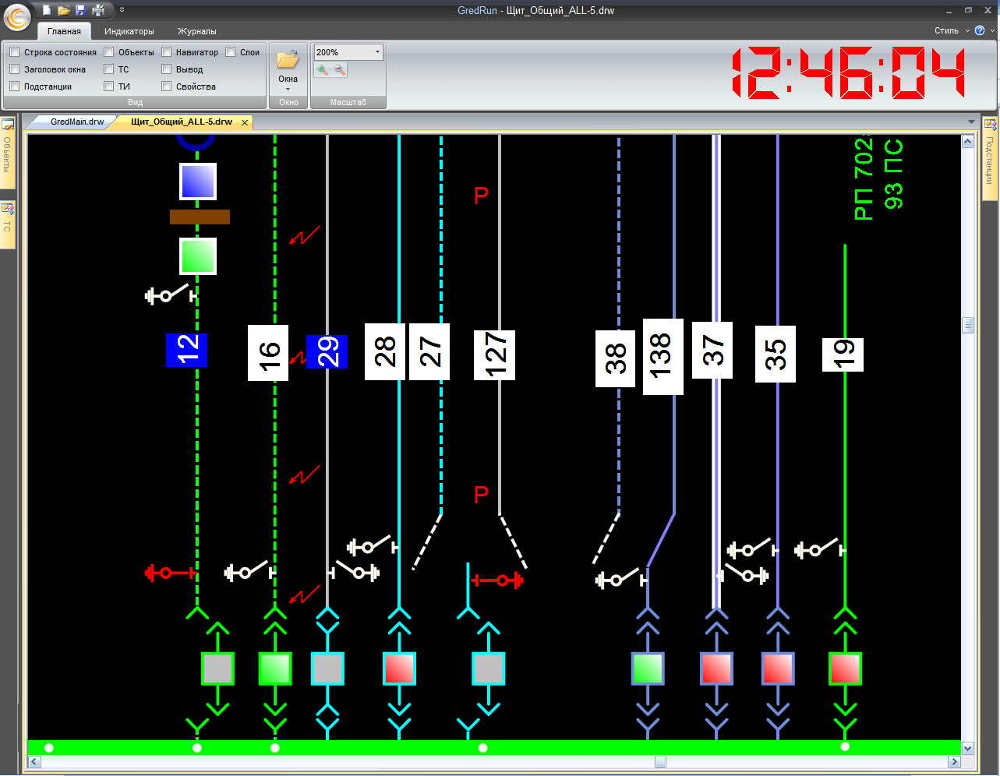 GredRun - Щит_Общий_ALL-5.drw
Главная
Индикаторы
Журналы
Стиль
Строка состояния
Объекты
Навигатор
Слои
Заголовок окна
ТС
Вывод
Подстанции
ТИ
Свойства
Вид
Окна
Окно
200%
Масштаб
12:46:04
GredMain.drw
Щит_Общий_ALL-5.drw
Объекты
ТС
Подстанции
РП 702
93 ПС
Р
12
16
29
28
27
127
38
138
37
35
19
Р